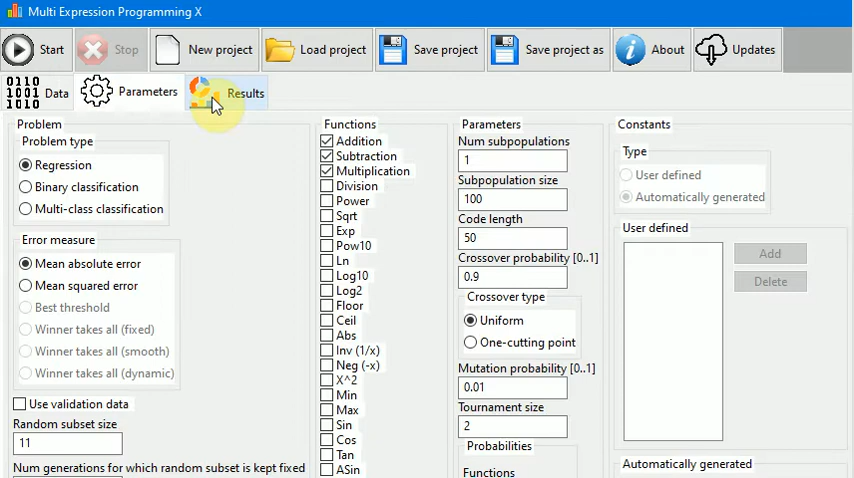 Multi Expression Programming X
Start
Stop
New project
Load project
Save project
Save project as
About
Updates
0110
1001
1010
Data
Parameters
Results
Problem
Problem type
Regression
Binary classification
Multi-class classification
Error measure
Mean absolute error
Mean squared error
Best threshold
Winner takes all (fixed)
Winner takes all (smooth)
Winner takes all (dynamic)
Use validation data
Random subset size
11
Num generations for which random subset is kept fixed
Functions
Addition
Subtraction
Multiplication
Division
Power
Sqrt
Exp
Pow10
Ln
Log10
Log2
Floor
Ceil
Abs
Inv (1/x)
Neg (-x)
X^2
Min
Max
Sin
Cos
Tan
ASin
Parameters
Num subpopulations
1
Subpopulation size
100
Code length
50
Crossover probability [0..1]
0.9
Crossover type
Uniform
One-cutting point
Mutation probability [0..1]
0.01
Tournament size
2
Probabilities
Functions
Constants
Type
User defined
Automatically generated
User defined
Add
Delete
Automatically generated